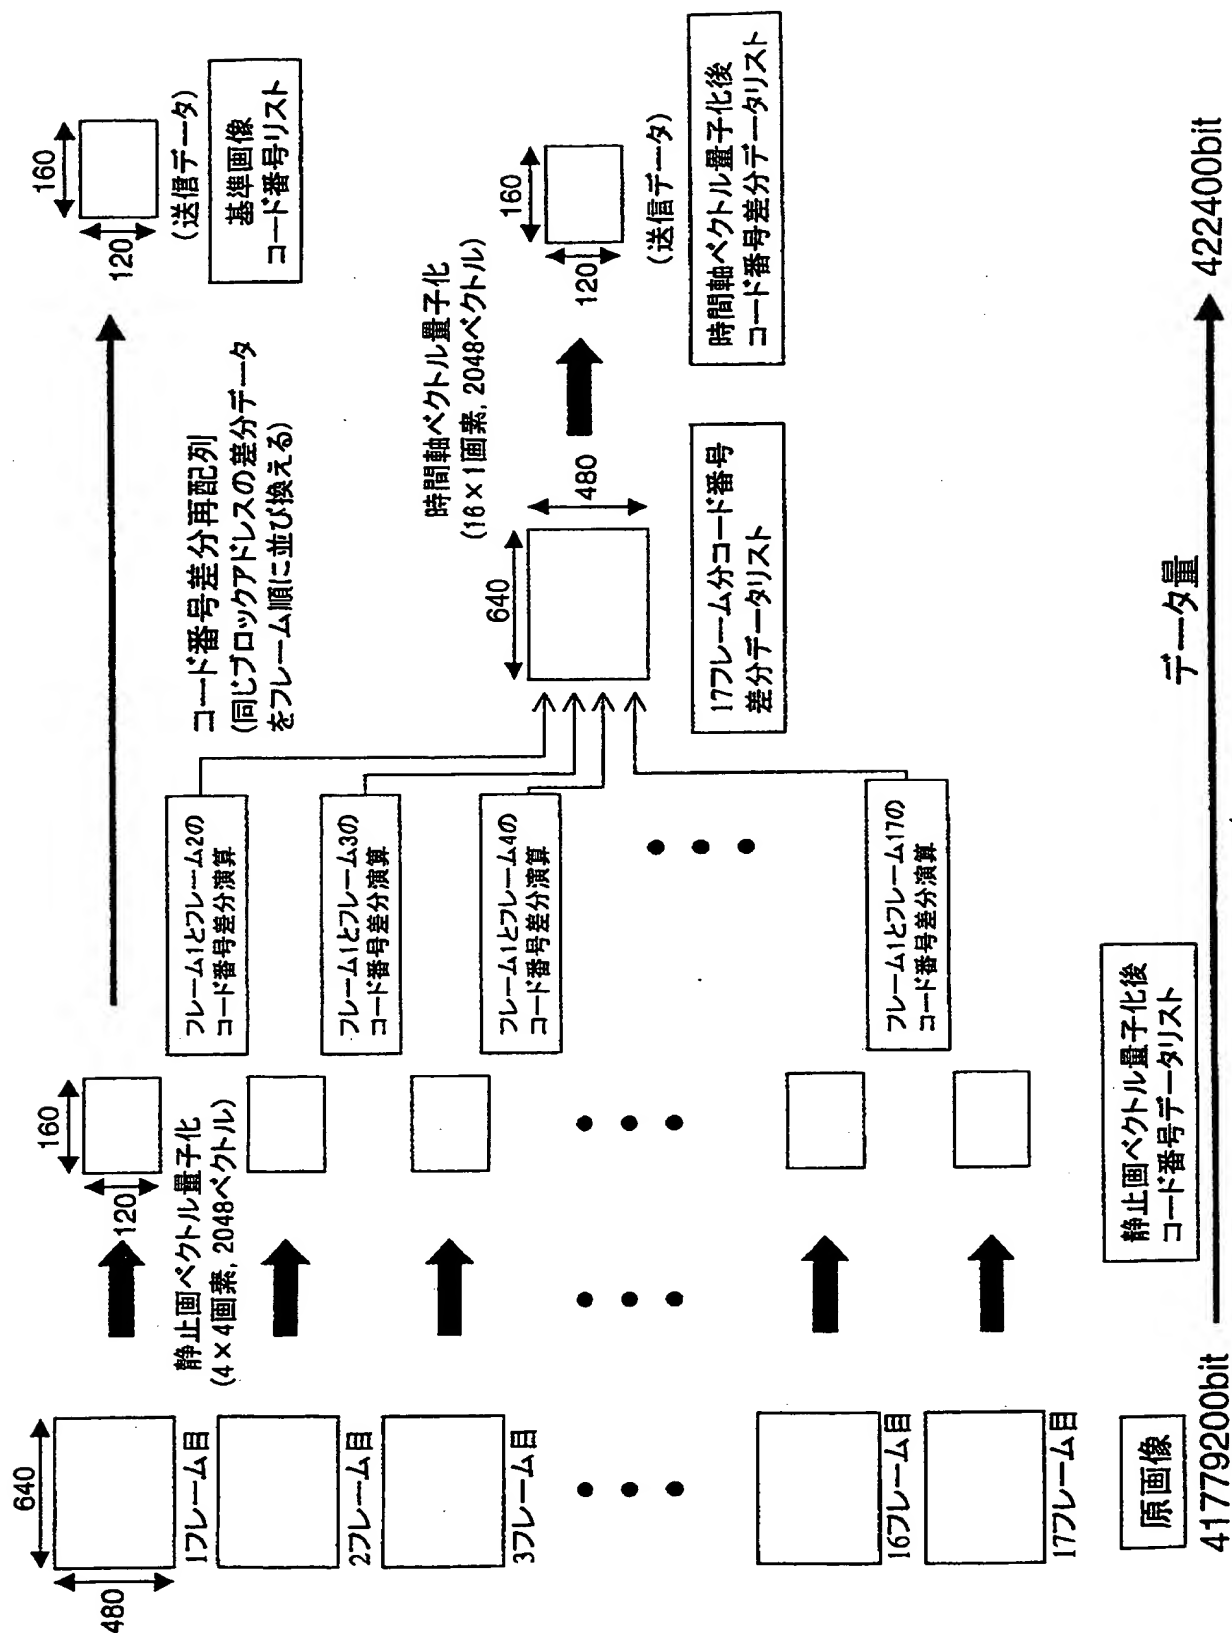 640
480
1フレーム目
2フレーム目
3フレーム目
16フレーム目
17フレーム目
原画像
41779200bit
静止画ベクトル量子化
(4×4画素, 2048ベクトル)
160
120
静止画ベクトル量子化後
コード番号データリスト
フレーム1とフレーム2の
コード番号差分演算
フレーム1とフレーム3の
コード番号差分演算
フレーム1とフレーム4の
コード番号差分演算
フレーム1とフレーム17の
コード番号差分演算
コード番号差分再配列
(同じブロックアドレスの差分データ
をフレーム順に並び換える)
640
480
17フレーム分コード番号
差分データリスト
時間軸ベクトル量子化
(16×1画素, 2048ベクトル)
160
120
(送信データ)
基準画像
コード番号リスト
160
120
(送信データ)
時間軸ベクトル量子化後
コード番号差分データリスト
データ量
422400bit